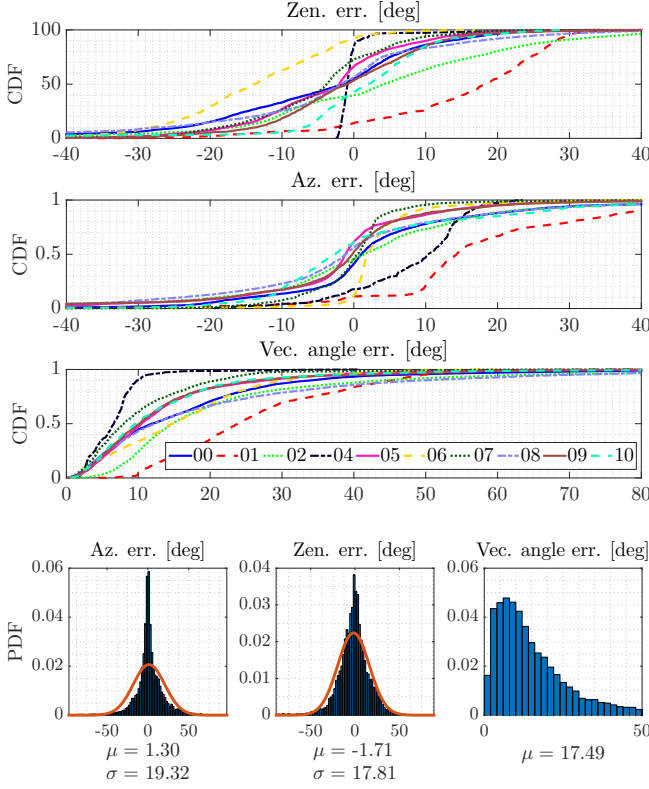 Zen. err. [deg]
CDF
100
50
0
-40 -30 -20 -10 0 10 20 30 40
Az. err. [deg]
CDF
1
0.5
0
-40 -30 -20 -10 0 10 20 30 40
Vec. angle err. [deg]
CDF
1
0.5
0
00 01 02 04 05 06 07 08 09 10
0 10 20 30 40 50 60 70 80
Az. err. [deg]
PDF
0.06
0.04
0.02
0
-50 0 50
μ = 1.30
σ = 19.32
Zen. err. [deg]
0.04
0.03
0.02
0.01
0
-50 0 50
μ = -1.71
σ = 17.81
Vec. angle err. [deg]
0.06
0.04
0.02
0
0 50
μ = 17.49